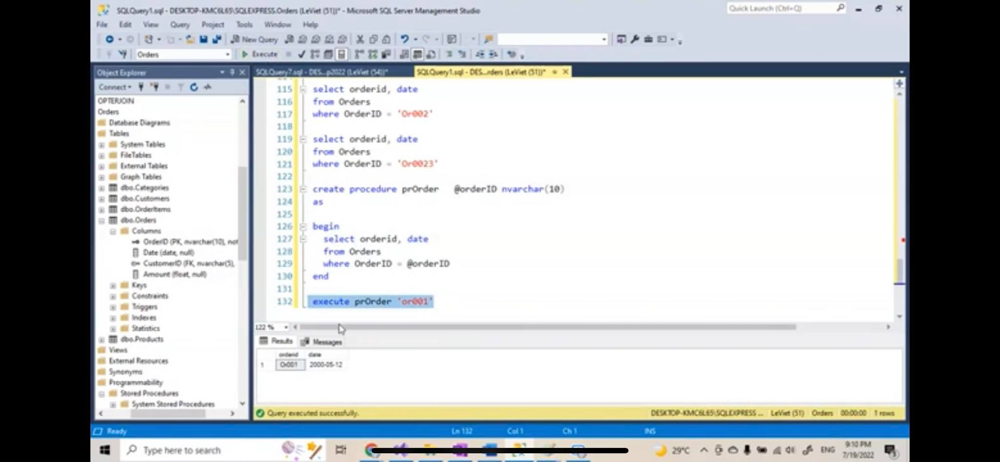 SQLQuery1.sql - DESKTOP-KMC6L65\SQLEXPRESS.Orders (LeViet (51))* - Microsoft SQL Server Management Studio
Quick Launch (Ctrl+Q)
File Edit View Query Project Tools Window Help
New Query
Orders
Execute
Object Explorer
SQLQuery7.sql - DES...p2022 (LeViet (54))*
SQLQuery1.sql - DES...rders (LeViet (51))*
Connect
OPTERJOIN
Orders
Database Diagrams
Tables
System Tables
FileTables
External Tables
Graph Tables
dbo.Categories
dbo.Customers
dbo.OrderItems
dbo.Orders
Columns
OrderID (PK, nvarchar(10), not
Date (date, null)
CustomerID (FK, nvarchar(5),
Amount (float, null)
Keys
Constraints
Triggers
Indexes
Statistics
dbo.Products
Views
External Resources
Synonyms
Programmability
Stored Procedures
System Stored Procedures
115 select orderid, date
116 from Orders
117 where OrderID = 'Or002'
118
119 select orderid, date
120 from Orders
121 where OrderID = 'Or0023'
122
123 create procedure prOrder @orderID nvarchar(10)
124 as
125
126 begin
127 select orderid, date
128 from Orders
129 where OrderID = @orderID
130 end
131
132 execute prOrder 'or001'
122 %
Results Messages
orderid date
1 Or001 2000-05-12
Query executed successfully.
DESKTOP-KMC6L65\SQLEXPRESS ... LeViet (51) Orders 00:00:00 1 rows
Ready Ln 132 Col 1 Ch 1 INS
Type here to search
29°C
ENG
9:10 PM
7/19/2022
3